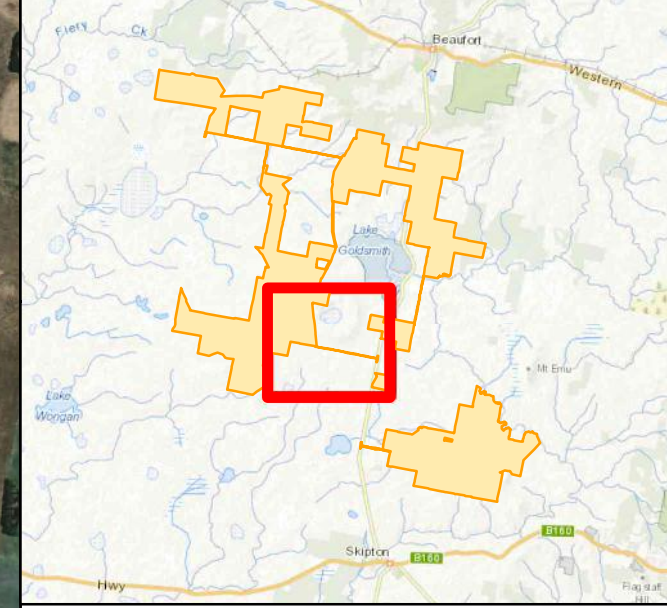 Fiery Ck
Beaufort
Western
Lake
Goldsmith
Mt Emu
Lake
Wongan
B160
Skipton
B160
Hwy
Flagstaff
Hill